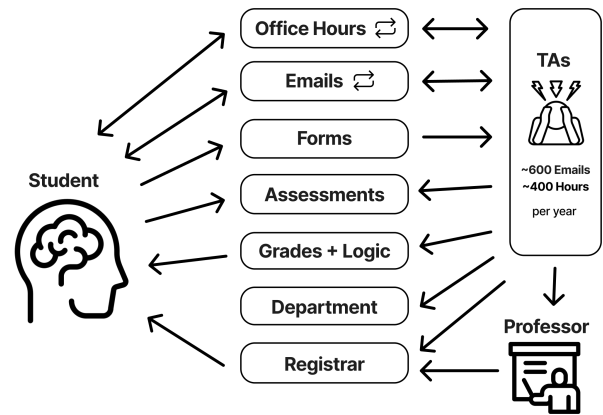 Office Hours
Emails
Forms
Assessments
Grades + Logic
Department
Registrar
Student
TAs
~600 Emails
~400 Hours
per year
Professor